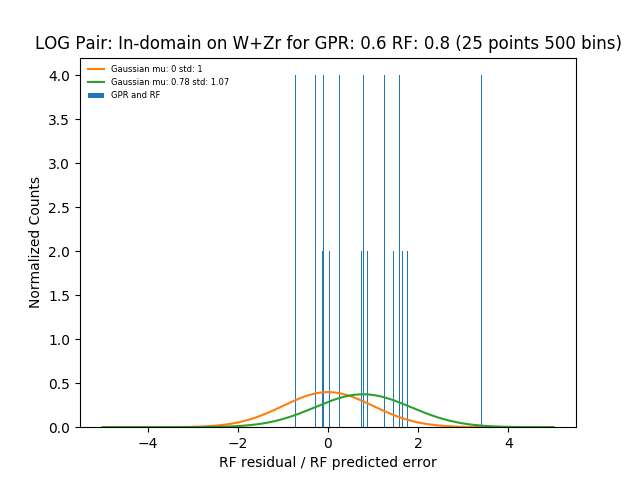 LOG Pair: In-domain on W+Zr for GPR: 0.6 RF: 0.8 (25 points 500 bins)
Gaussian mu: 0 std: 1
Gaussian mu: 0.78 std: 1.07
GPR and RF
Normalized Counts
4.0
3.5
3.0
2.5
2.0
1.5
1.0
0.5
0.0
−4 −2 0 2 4
RF residual / RF predicted error